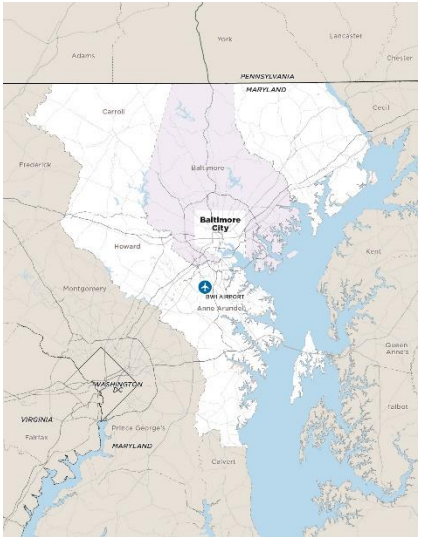 York
Lancaster
Adams
Chester
PENNSYLVANIA
MARYLAND
Carroll
Cecil
Frederick
Baltimore
Baltimore
City
Howard
Kent
Montgomery
BWI AIRPORT
Anne Arundel
Queen
Anne's
WASHINGTON
DC
Talbot
VIRGINIA
Prince George's
Fairfax
MARYLAND
Calvert